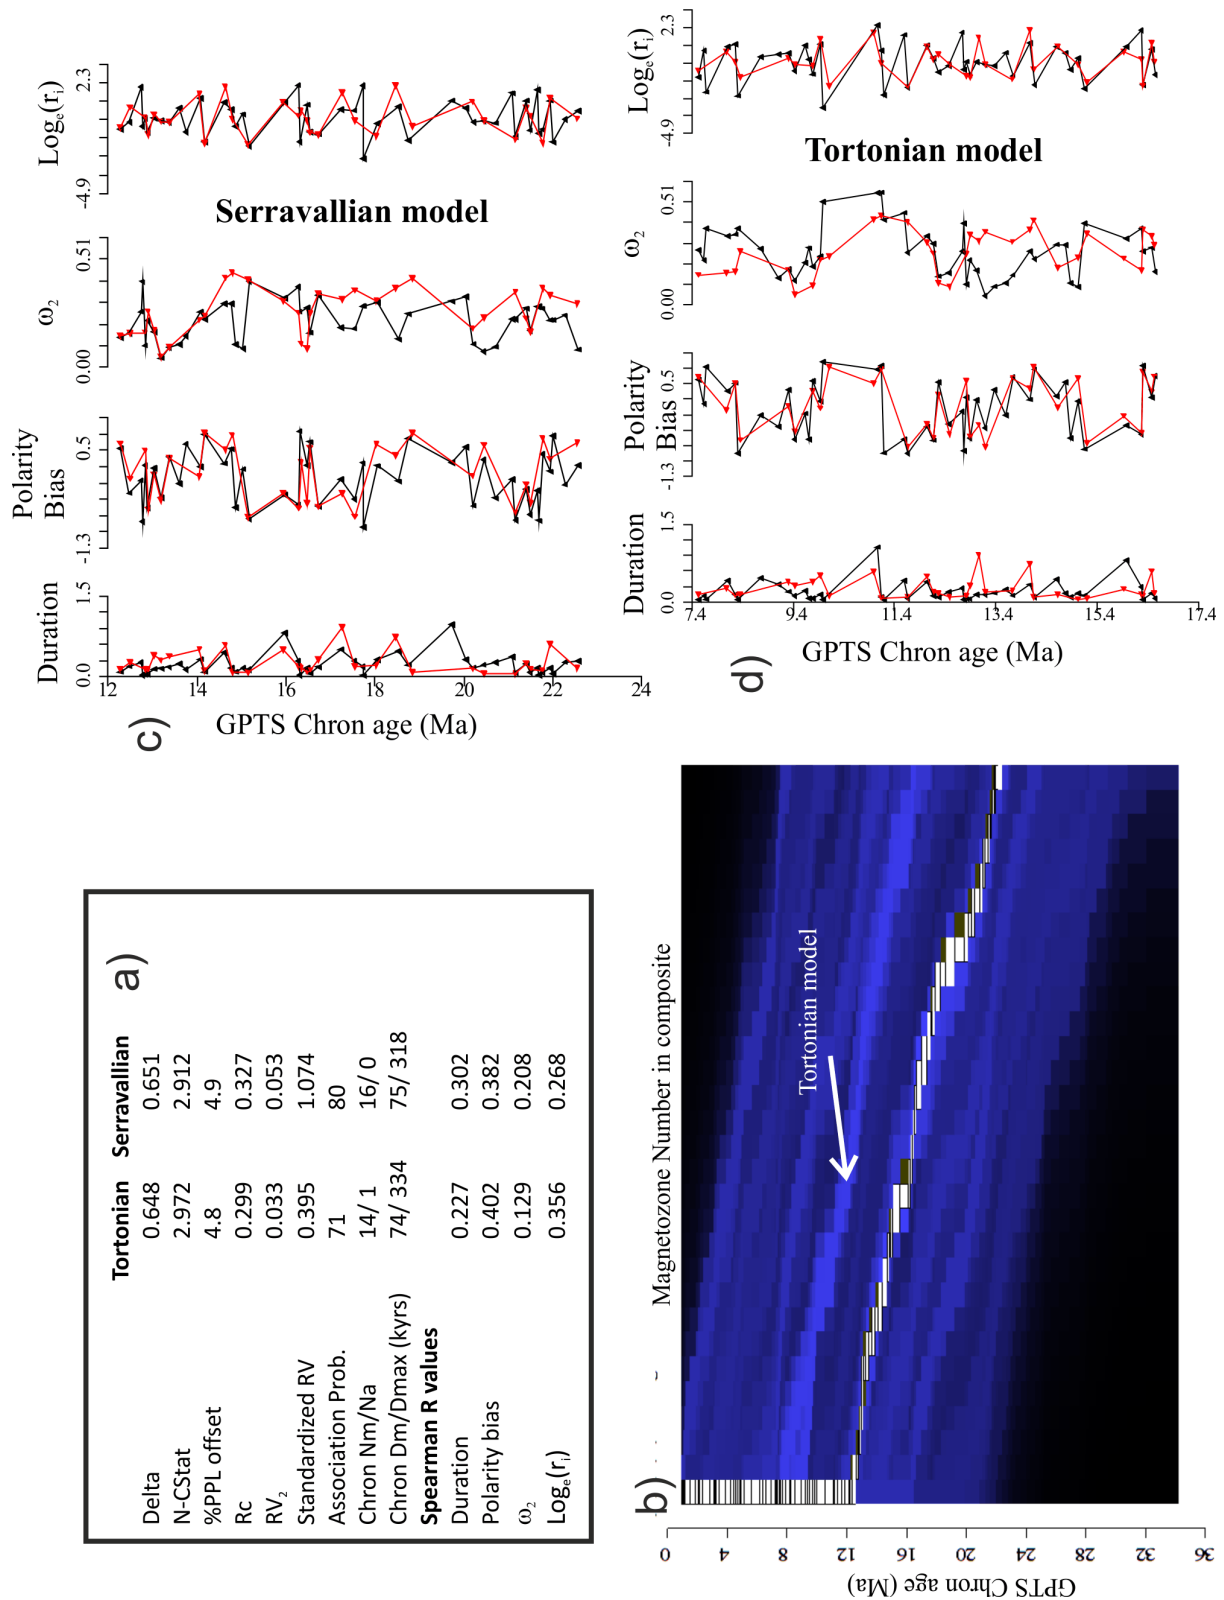 a)
Tortonian Serravallian
Delta 0.648 0.651
N-CStat 2.972 2.912
%PPL offset 4.8 4.9
Rc 0.299 0.327
RV2 0.033 0.053
Standardized RV 0.395 1.074
Association Prob. 71 80
Chron Nm/Na 14/ 1 16/ 0
Chron Dm/Dmax (kyrs) 74/ 334 75/ 318
Spearman R values
Duration 0.227 0.302
Polarity bias 0.402 0.382
ω2 0.129 0.208
Loge(ri) 0.356 0.268
b)
Magnetozone Number in composite
Tortonian model
0 4 8 12 16 20 24 28 32 36
GPTS Chron age (Ma)
c)
Loge(ri)
2.3
-4.9
Serravallian model
ω2
0.51
0.00
Polarity
Bias
0.5
-1.3
Duration
1.5
0.0
12 14 16 18 20 22 24
GPTS Chron age (Ma)
d)
Loge(ri)
2.3
-4.9
Tortonian model
ω2
0.51
0.00
Polarity
Bias
0.5
-1.3
Duration
1.5
0.0
7.4 9.4 11.4 13.4 15.4 17.4
GPTS Chron age (Ma)